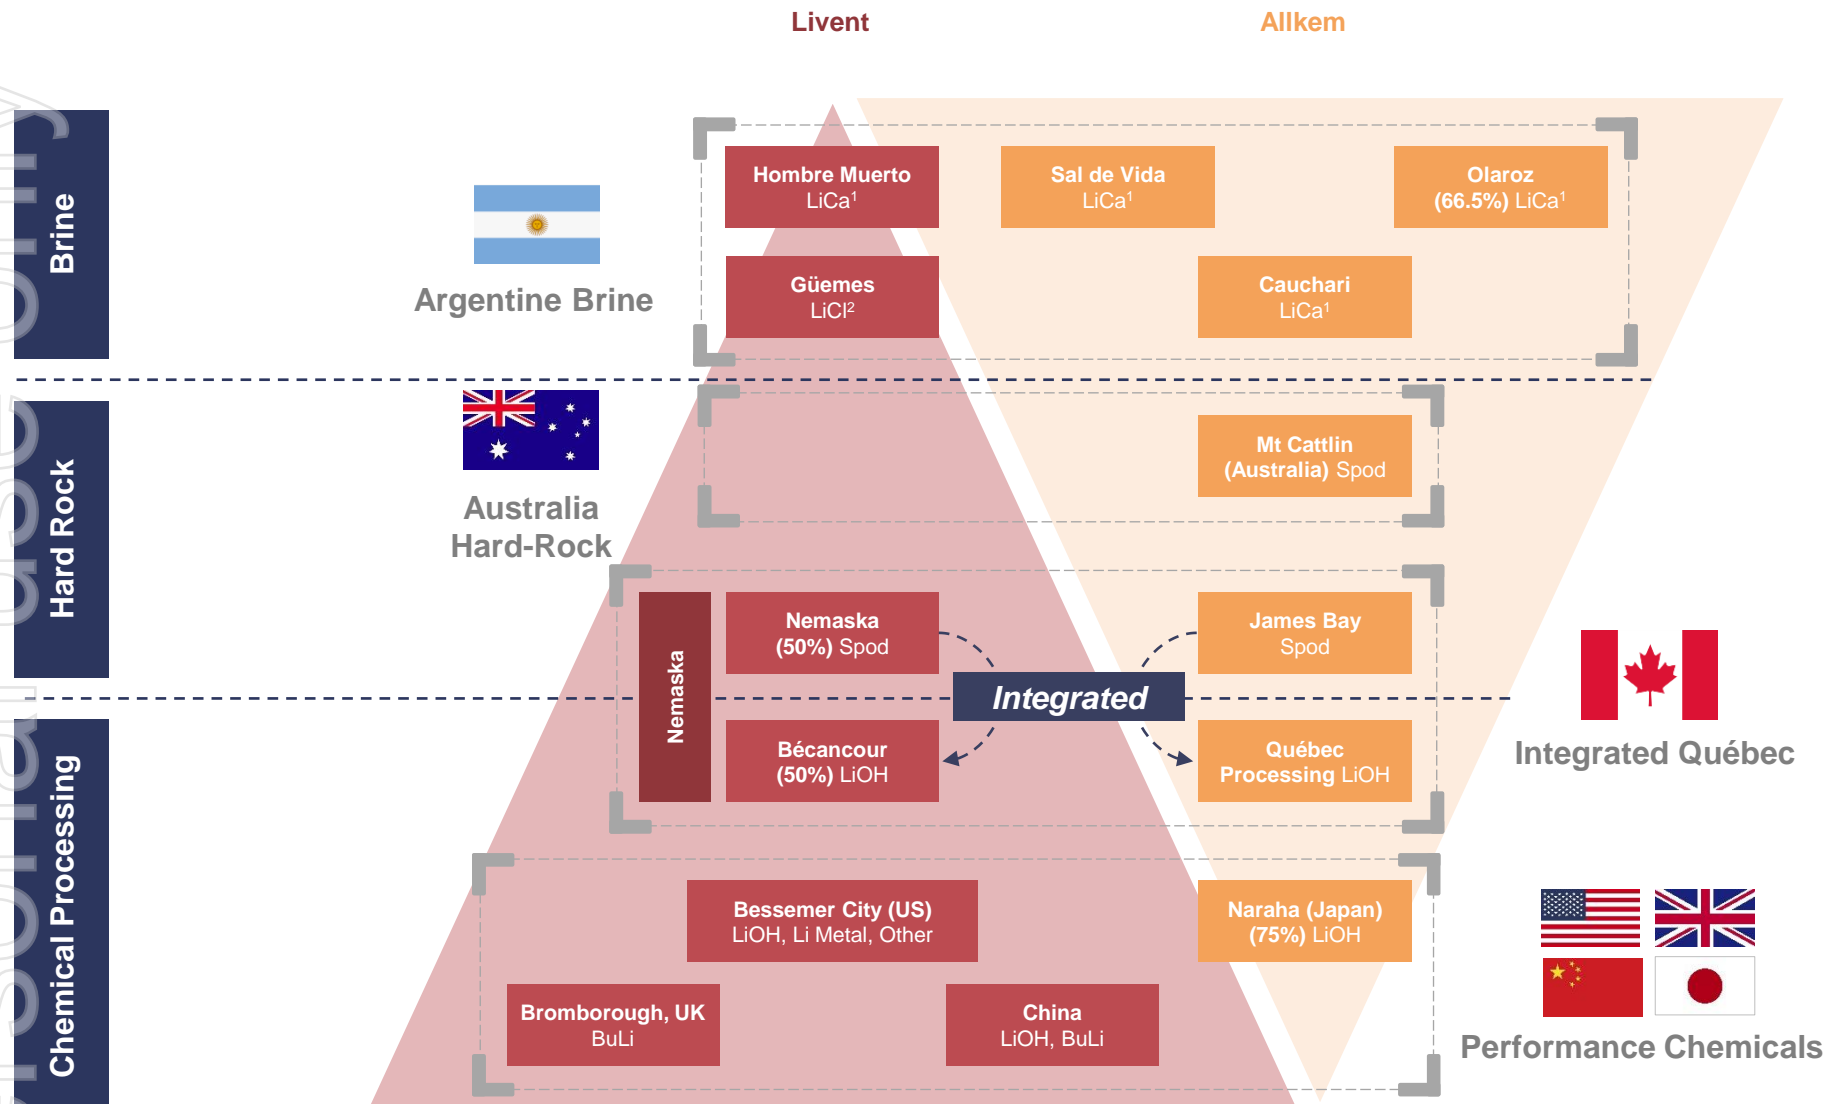 Livent
Allkem
Brine
Argentine Brine
Hombre Muerto
LiCa¹
Sal de Vida
LiCa¹
Olaroz
(66.5%) LiCa¹
Güemes
LiCl²
Cauchari
LiCa¹
Hard Rock
Australia
Hard-Rock
Mt Cattlin
(Australia) Spod
Nemaska
Nemaska
(50%) Spod
James Bay
Spod
Integrated
Bécancour
(50%) LiOH
Québec
Processing LiOH
Integrated Québec
Chemical Processing
Bessemer City (US)
LiOH, Li Metal, Other
Naraha (Japan)
(75%) LiOH
Bromborough, UK
BuLi
China
LiOH, BuLi
Performance Chemicals
ersonal use only